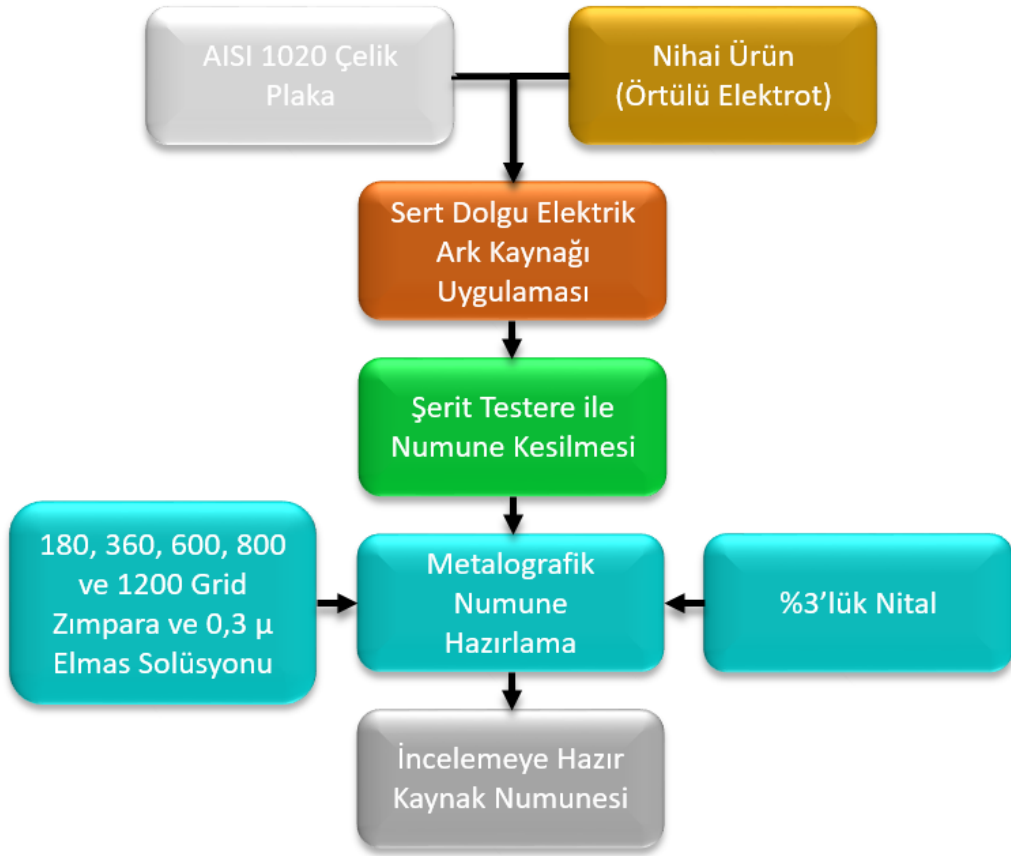 AISI 1020 Çelik
Plaka
Nihai Ürün
(Örtülü Elektrot)
Sert Dolgu Elektrik
Ark Kaynağı
Uygulaması
Şerit Testere ile
Numune Kesilmesi
180, 360, 600, 800
ve 1200 Grid
Zımpara ve 0,3 µ
Elmas Solüsyonu
Metalografik
Numune
Hazırlama
%3’lük Nital
İncelemeye Hazır
Kaynak Numunesi